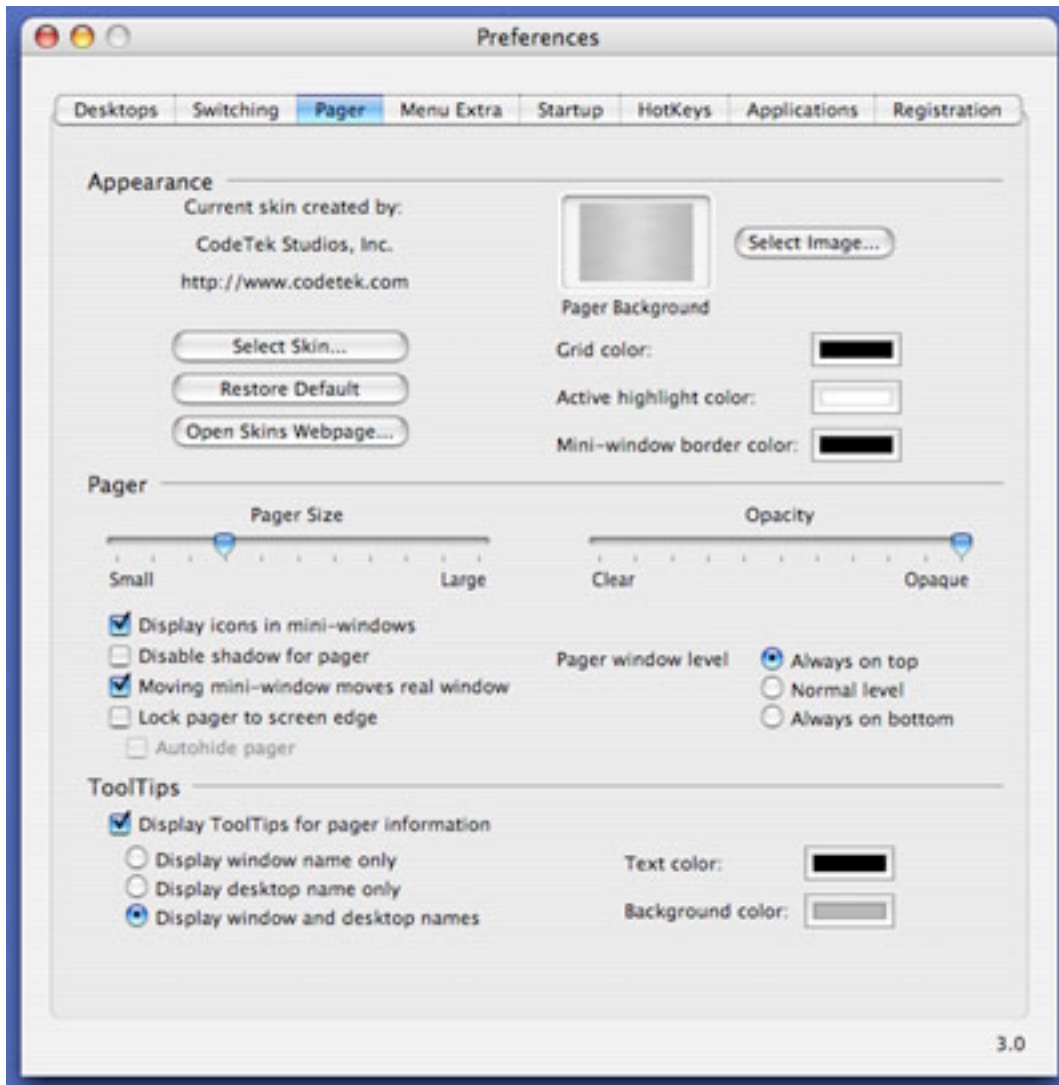 Preferences
Desktops Switching Pager Menu Extra Startup HotKeys Applications Registration
Appearance
Current skin created by:
CodeTek Studios, Inc.
http://www.codetek.com
Select Skin...
Restore Default
Open Skins Webpage...
Select Image...
Pager Background
Grid color:
Active highlight color:
Mini-window border color:
Pager
Pager Size
Small Large
Opacity
Clear Opaque
Display icons in mini-windows
Disable shadow for pager
Moving mini-window moves real window
Lock pager to screen edge
Autohide pager
Pager window level
Always on top
Normal level
Always on bottom
ToolTips
Display ToolTips for pager information
Display window name only
Display desktop name only
Display window and desktop names
Text color:
Background color:
3.0